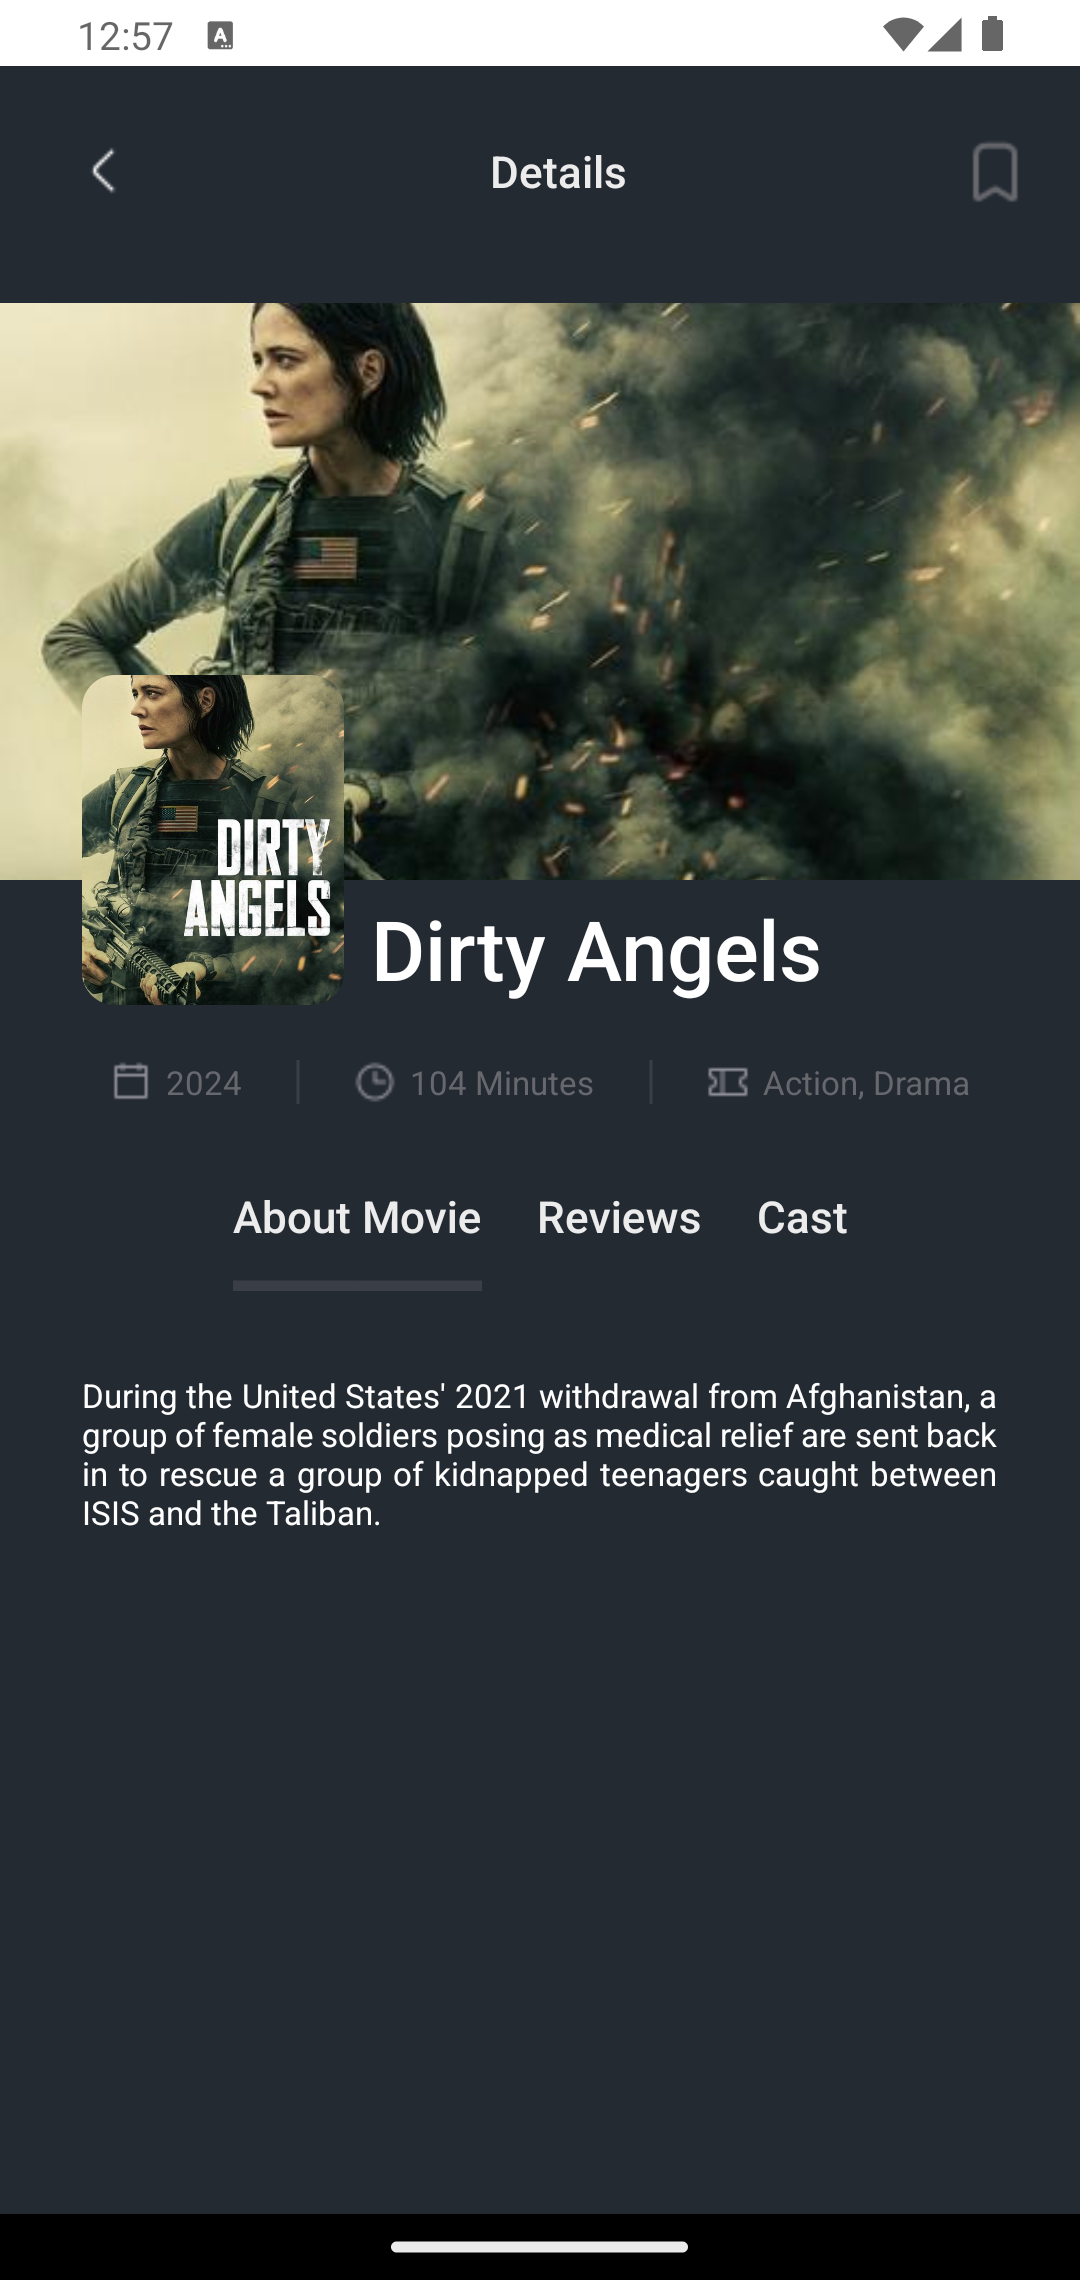 12:57
Details
DIRTY
ANGELS
Dirty Angels
2024
104 Minutes
Action, Drama
About Movie
Reviews
Cast
During the United States' 2021 withdrawal from Afghanistan, a
group of female soldiers posing as medical relief are sent back
in to rescue a group of kidnapped teenagers caught between
ISIS and the Taliban.